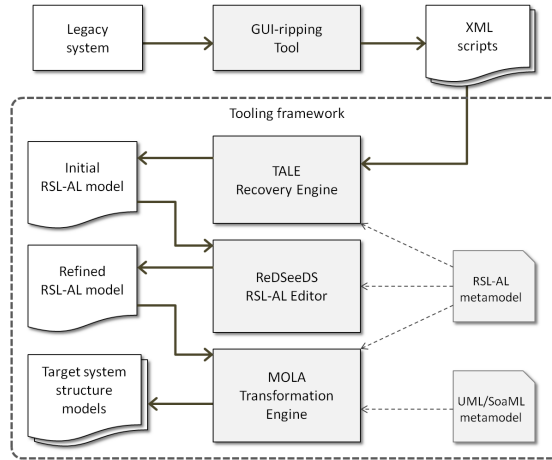 Legacy
system
GUI-ripping
Tool
XML
scripts
Tooling framework
Initial
RSL-AL model
TALE
Recovery Engine
Refined
RSL-AL model
ReDSeeDS
RSL-AL Editor
RSL-AL
metamodel
Target system
structure
models
MOLA
Transformation
Engine
UML/SoaML
metamodel